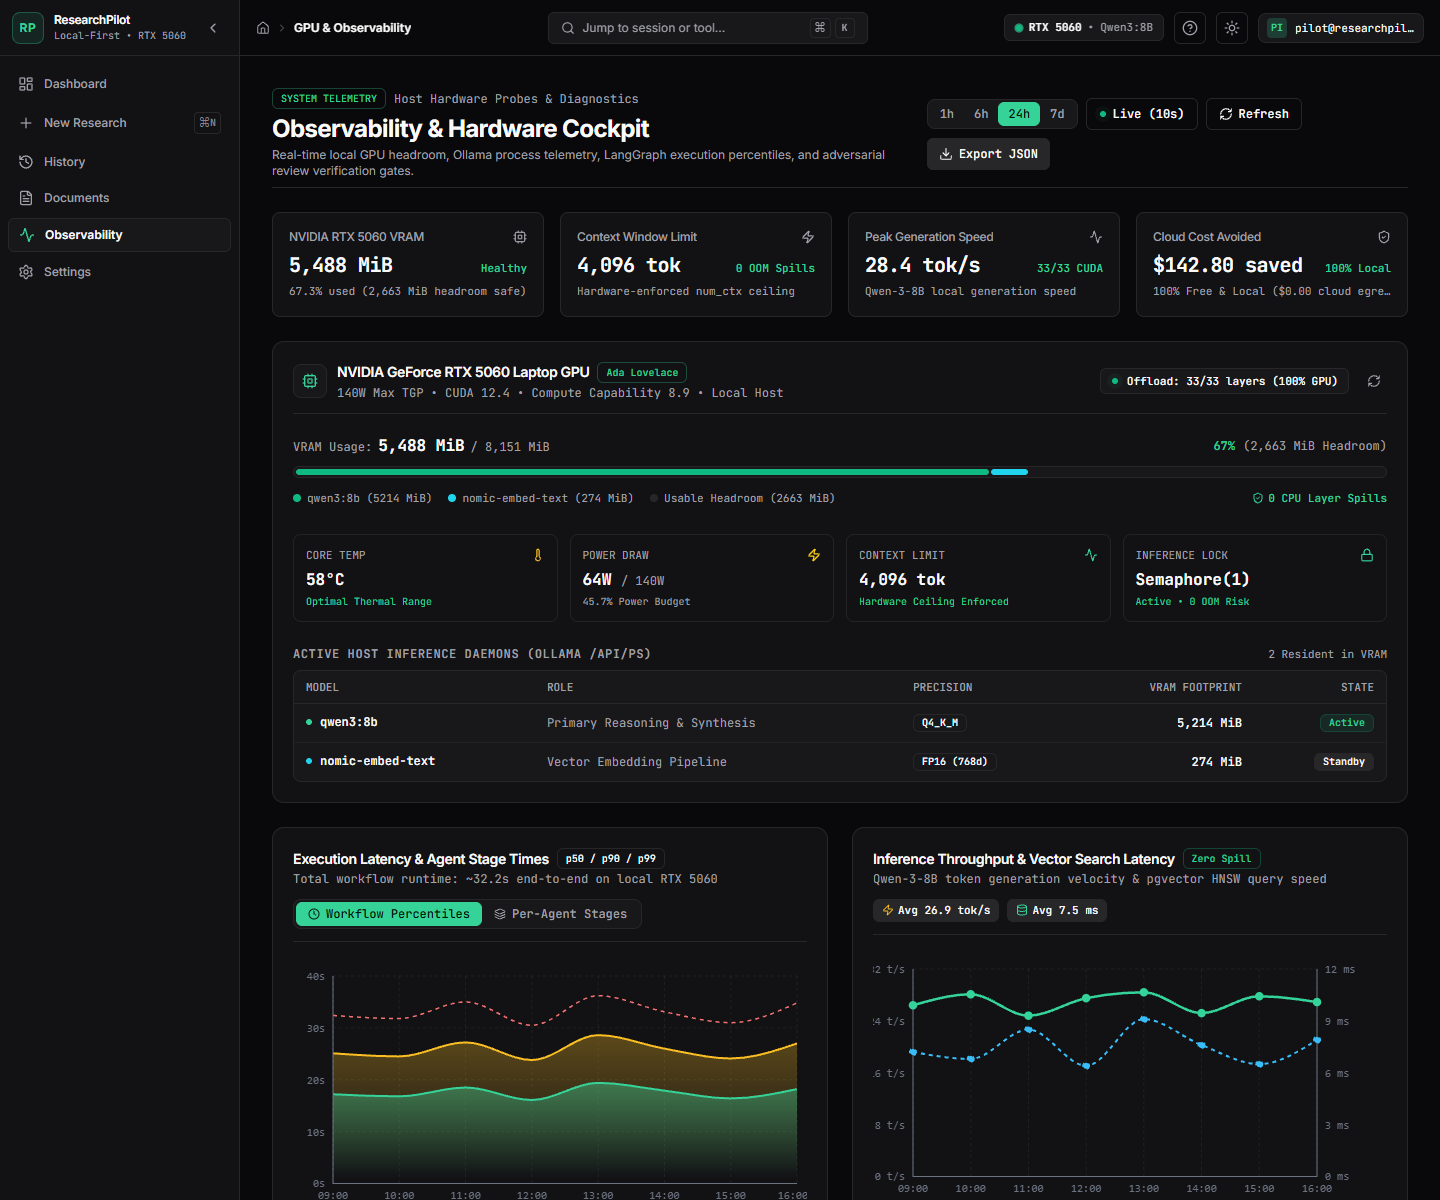 RP
ResearchPilot
Local-First • RTX 5060
GPU & Observability
Jump to session or tool...
⌘ K
RTX 5060 • Qwen3:8B
PI pilot@researchpil…
Dashboard
New Research ⌘N
History
Documents
Observability
Settings
SYSTEM TELEMETRY Host Hardware Probes & Diagnostics
Observability & Hardware Cockpit
Real-time local GPU headroom, Ollama process telemetry, LangGraph execution percentiles, and adversarial
review verification gates.
1h 6h 24h 7d
Live (10s)
Refresh
Export JSON
NVIDIA RTX 5060 VRAM
5,488 MiB Healthy
67.3% used (2,663 MiB headroom safe)
Context Window Limit
4,096 tok 0 OOM Spills
Hardware-enforced num_ctx ceiling
Peak Generation Speed
28.4 tok/s 33/33 CUDA
Qwen-3-8B local generation speed
Cloud Cost Avoided
$142.80 saved 100% Local
100% Free & Local ($0.00 cloud egre…
NVIDIA GeForce RTX 5060 Laptop GPU Ada Lovelace
140W Max TGP • CUDA 12.4 • Compute Capability 8.9 • Local Host
Offload: 33/33 layers (100% GPU)
VRAM Usage: 5,488 MiB / 8,151 MiB
67% (2,663 MiB Headroom)
qwen3:8b (5214 MiB) nomic-embed-text (274 MiB) Usable Headroom (2663 MiB)
0 CPU Layer Spills
CORE TEMP
58°C
Optimal Thermal Range
POWER DRAW
64W / 140W
45.7% Power Budget
CONTEXT LIMIT
4,096 tok
Hardware Ceiling Enforced
INFERENCE LOCK
Semaphore(1)
Active • 0 OOM Risk
ACTIVE HOST INFERENCE DAEMONS (OLLAMA /API/PS)
2 Resident in VRAM
MODEL ROLE PRECISION VRAM FOOTPRINT STATE
qwen3:8b Primary Reasoning & Synthesis Q4_K_M 5,214 MiB Active
nomic-embed-text Vector Embedding Pipeline FP16 (768d) 274 MiB Standby
Execution Latency & Agent Stage Times p50 / p90 / p99
Total workflow runtime: ~32.2s end-to-end on local RTX 5060
Workflow Percentiles Per-Agent Stages
40s
30s
20s
10s
0s
09:00 10:00 11:00 12:00 13:00 14:00 15:00 16:00
Inference Throughput & Vector Search Latency Zero Spill
Qwen-3-8B token generation velocity & pgvector HNSW query speed
Avg 26.9 tok/s Avg 7.5 ms
2 t/s 12 ms
24 t/s 9 ms
.6 t/s 6 ms
8 t/s 3 ms
0 t/s 0 ms
09:00 10:00 11:00 12:00 13:00 14:00 15:00 16:00